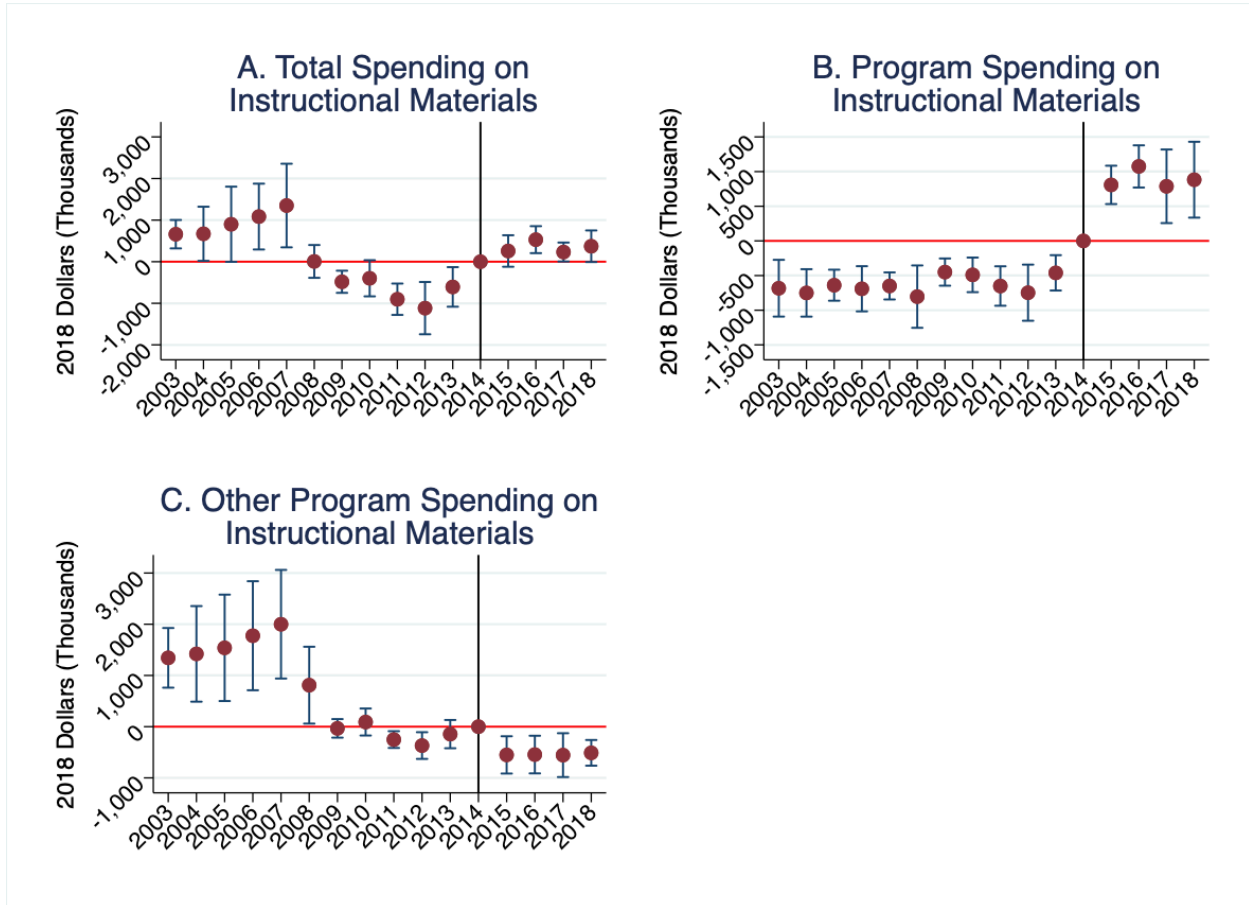 A. Total Spending on
Instructional Materials
2018 Dollars (Thousands)
3,000
2,000
1,000
0
-1,000
-2,000
2003 2004 2005 2006 2007 2008 2009 2010 2011 2012 2013 2014 2015 2016 2017 2018
B. Program Spending on
Instructional Materials
2018 Dollars (Thousands)
1,500
1,000
500
0
-500
-1,000
-1,500
2003 2004 2005 2006 2007 2008 2009 2010 2011 2012 2013 2014 2015 2016 2017 2018
C. Other Program Spending on
Instructional Materials
2018 Dollars (Thousands)
3,000
2,000
1,000
0
-1,000
2003 2004 2005 2006 2007 2008 2009 2010 2011 2012 2013 2014 2015 2016 2017 2018